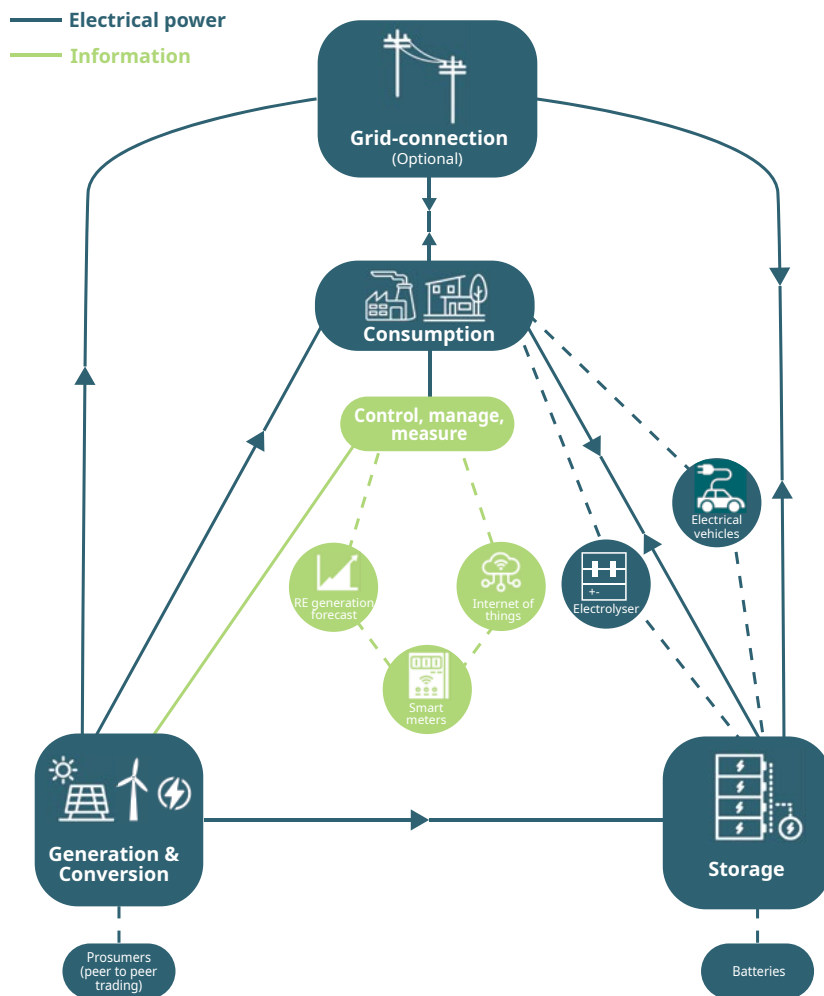 Electrical power
Information
Grid-connection
(Optional)
Consumption
Control, manage,
measure
Electrical
vehicles
RE generation
forecast
Internet of
things
+-
Electrolyser
Smart
meters
Generation &
Conversion
Storage
Prosumers
(peer to peer
trading)
Batteries